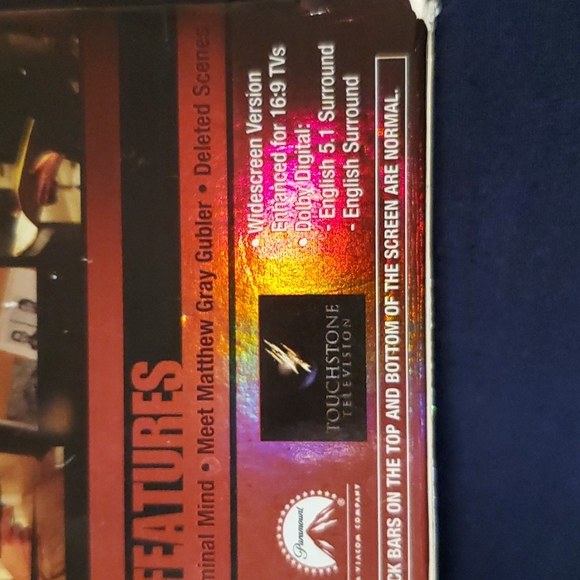 FEATURES
minal Mind • Meet Matthew Gray Gubler • Deleted Scenes
• Widescreen Version
Enhanced for 16:9 TVs
• Dolby Digital:
- English 5.1 Surround
- English Surround
TOUCHSTONE
TELEVISION
Paramount
A VIACOM COMPANY
CK BARS ON THE TOP AND BOTTOM OF THE SCREEN ARE NORMAL.